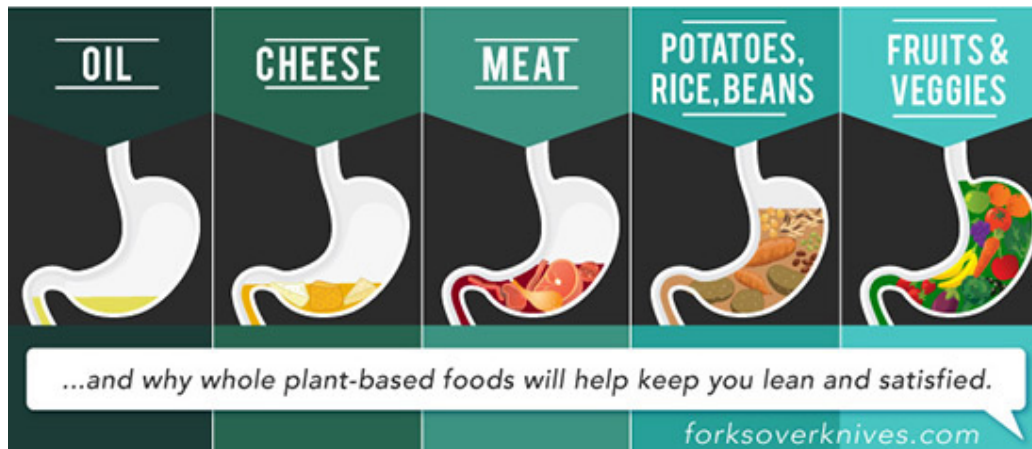 OIL
CHEESE
MEAT
POTATOES,
RICE, BEANS
FRUITS &
VEGGIES
...and why whole plant-based foods will help keep you lean and satisfied.
forksoverknives.com